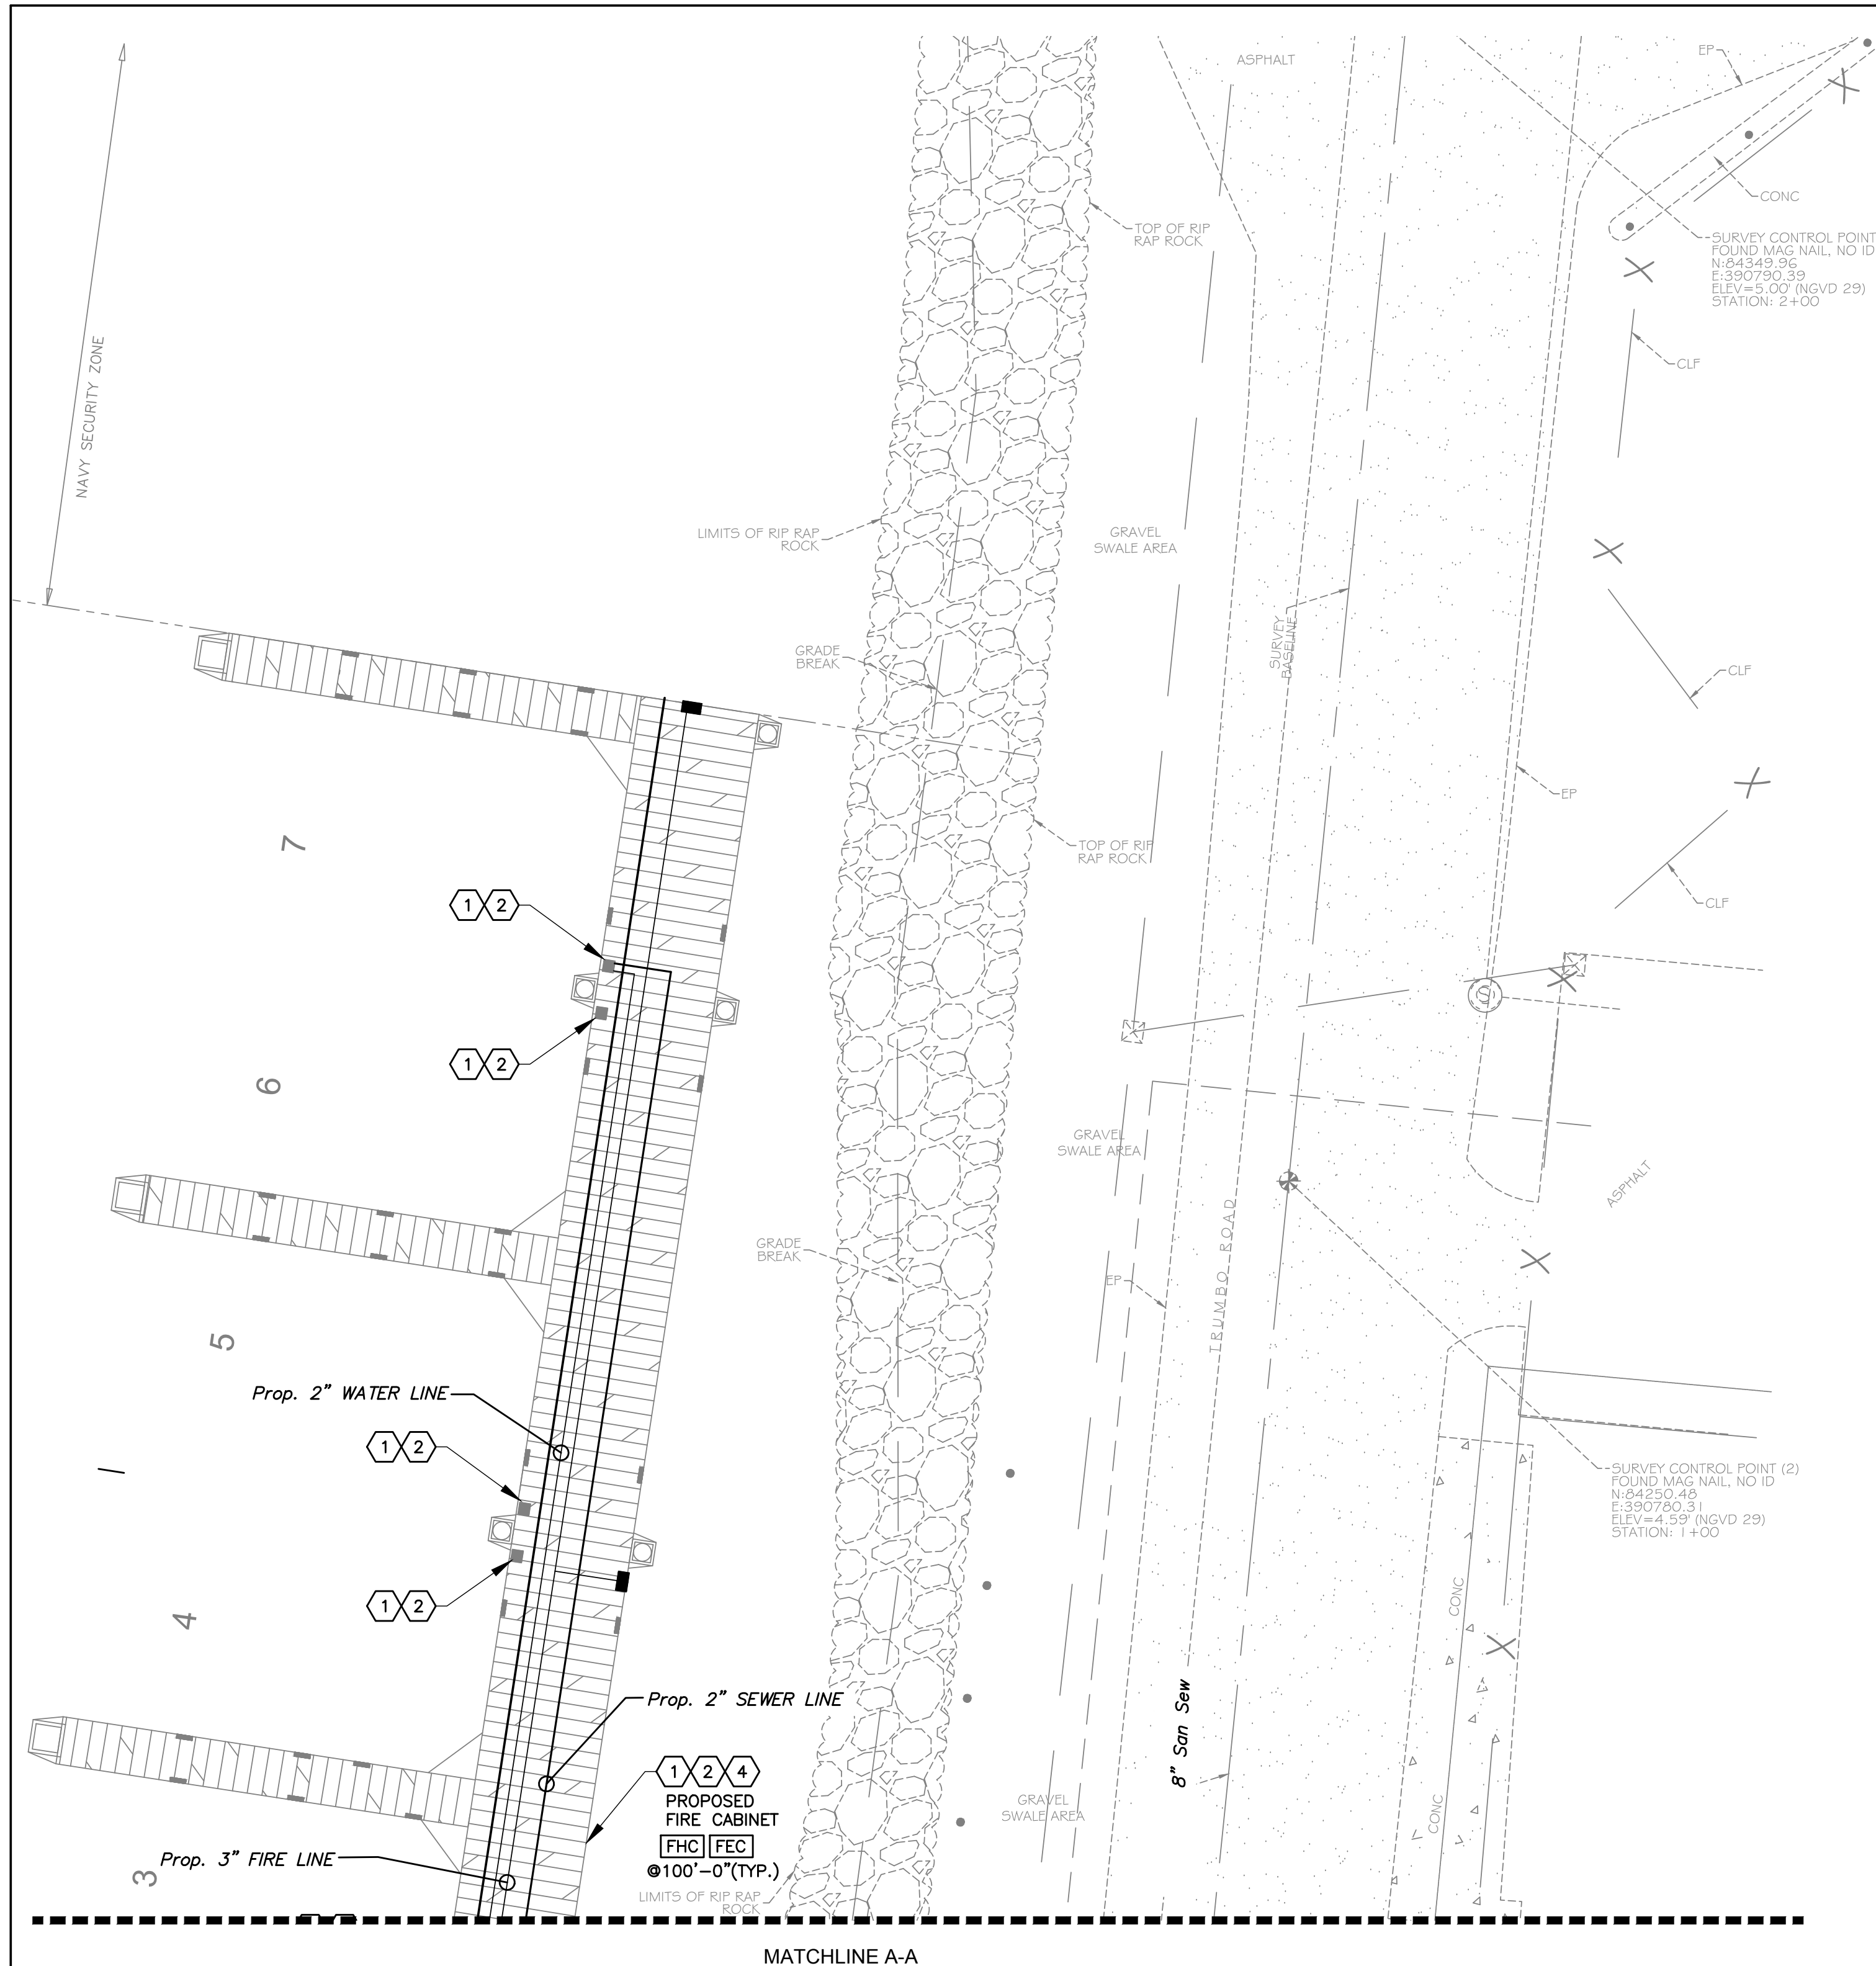 ASPHALT
EP
CONC
NAVY SECURITY ZONE
TOP OF RIP
RAP ROCK
SURVEY CONTROL POINT
FOUND MAG NAIL, NO ID
N:84349.96
E:390790.39
ELEV=5.00' (NGVD 29)
STATION: 2+00
CLF
LIMITS OF RIP RAP
ROCK
GRAVEL
SWALE AREA
GRADE
BREAK
SURVEY
BASELINE
CLF
EP
7
TOP OF RIP
RAP ROCK
CLF
1 2
S
1 2
6
GRAVEL
SWALE AREA
ASPHALT
TRUMBO ROAD
GRADE
BREAK
EP
5
Prop. 2" WATER LINE
1 2
SURVEY CONTROL POINT (2)
FOUND MAG NAIL, NO ID
N:84250.48
E:390780.31
ELEV=4.59' (NGVD 29)
STATION: 1+00
1 2
4
CONC
Prop. 2" SEWER LINE
8" San Sew
1 2 4
PROPOSED
FIRE CABINET
FHC FEC
@100'-0"(TYP.)
GRAVEL
SWALE AREA
CONC
Prop. 3" FIRE LINE
3
LIMITS OF RIP RAP
ROCK
MATCHLINE A-A